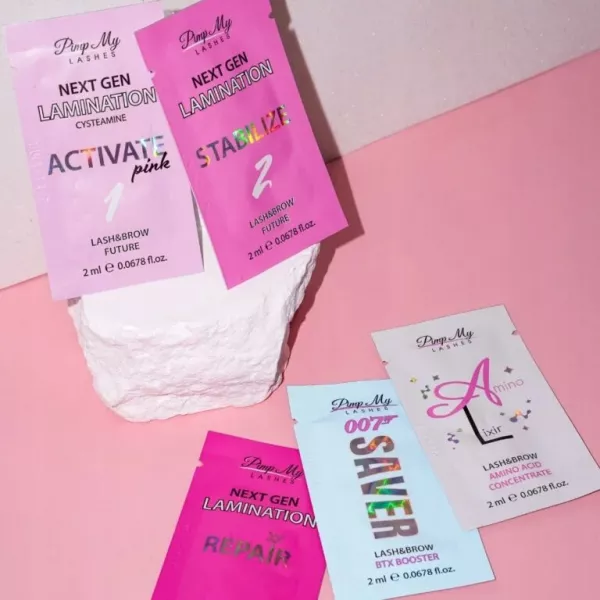 Pimp My
LASHES
NEXT GEN
LAMINATION
CYSTEAMINE
ACTIVATE
pink
1
LASH&BROW
FUTURE
2 ml e 0.0678 fl.oz.
Pimp My
LASHES
NEXT GEN
LAMINATION
STABILIZE
2
LASH&BROW
FUTURE
2 ml e 0.0678 fl.oz.
Pimp My
LASHES
NEXT GEN
LAMINATION
REPAIR
Pimp My
LASHES
007
SAVER
LASH&BROW
BTX BOOSTER
2 ml e 0.0678 fl.oz.
Pimp My
LASHES
Amino
Lixir
LASH&BROW
AMINO ACID
CONCENTRATE
2 ml e 0.0678 fl.oz.